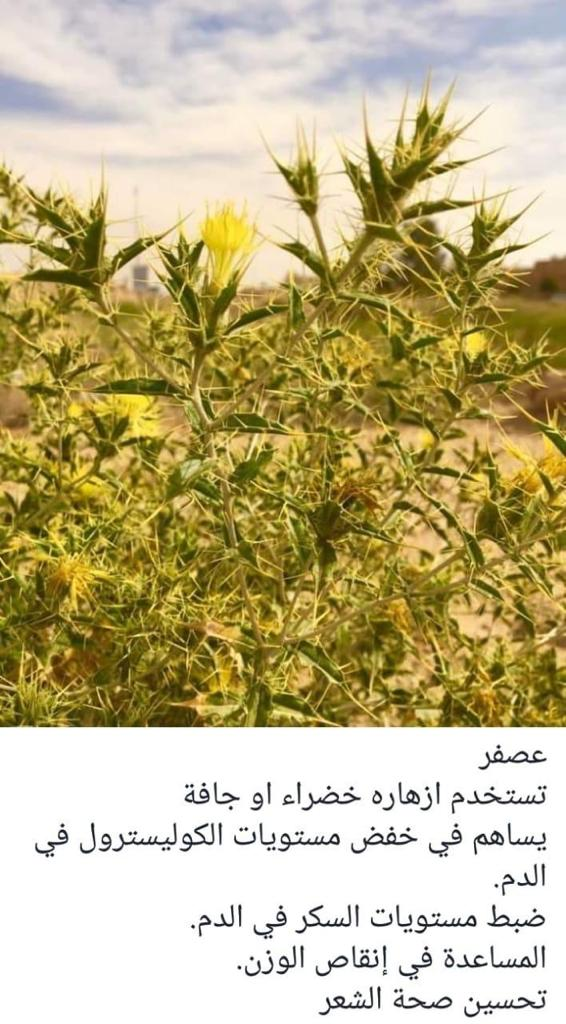 عصفر
تستخدم ازهاره خضراء او جافة
يساهم في خفض مستويات الكوليسترول في
الدم.
ضبط مستويات السكر في الدم.
المساعدة في إنقاص الوزن.
تحسين صحة الشعر